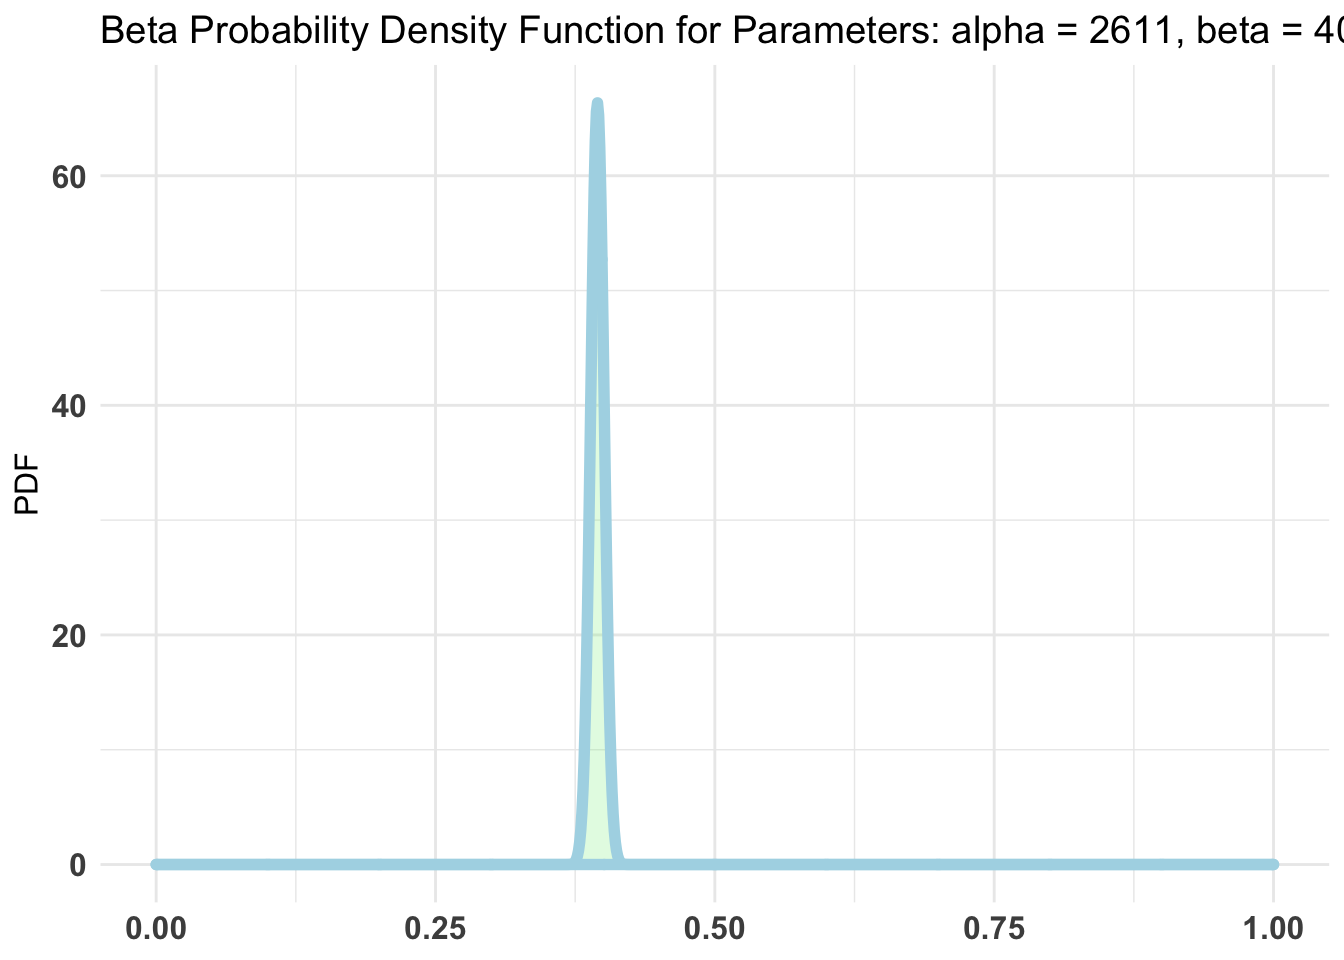 Beta Probability Density Function for Parameters: alpha = 2611, beta = 40
60
40
PDF
20
0
0.00 0.25 0.50 0.75 1.00